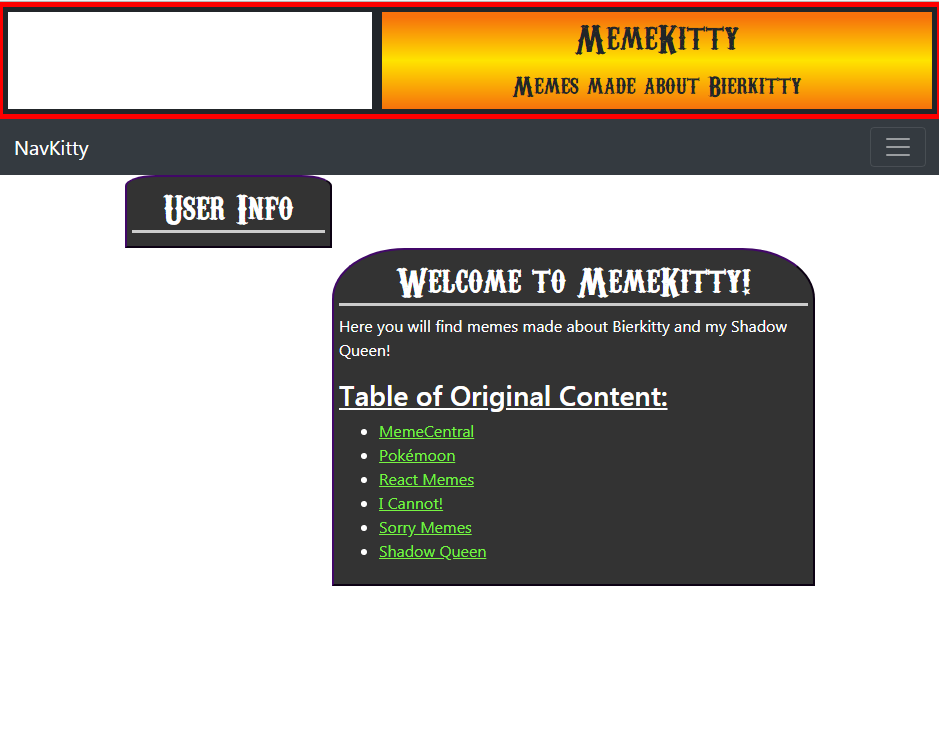 MemeKitty
Memes made about Bierkitty
NavKitty
User Info
Welcome to MemeKitty!
Here you will find memes made about Bierkitty and my Shadow
Queen!
Table of Original Content:
MemeCentral
Pokémoon
React Memes
I Cannot!
Sorry Memes
Shadow Queen